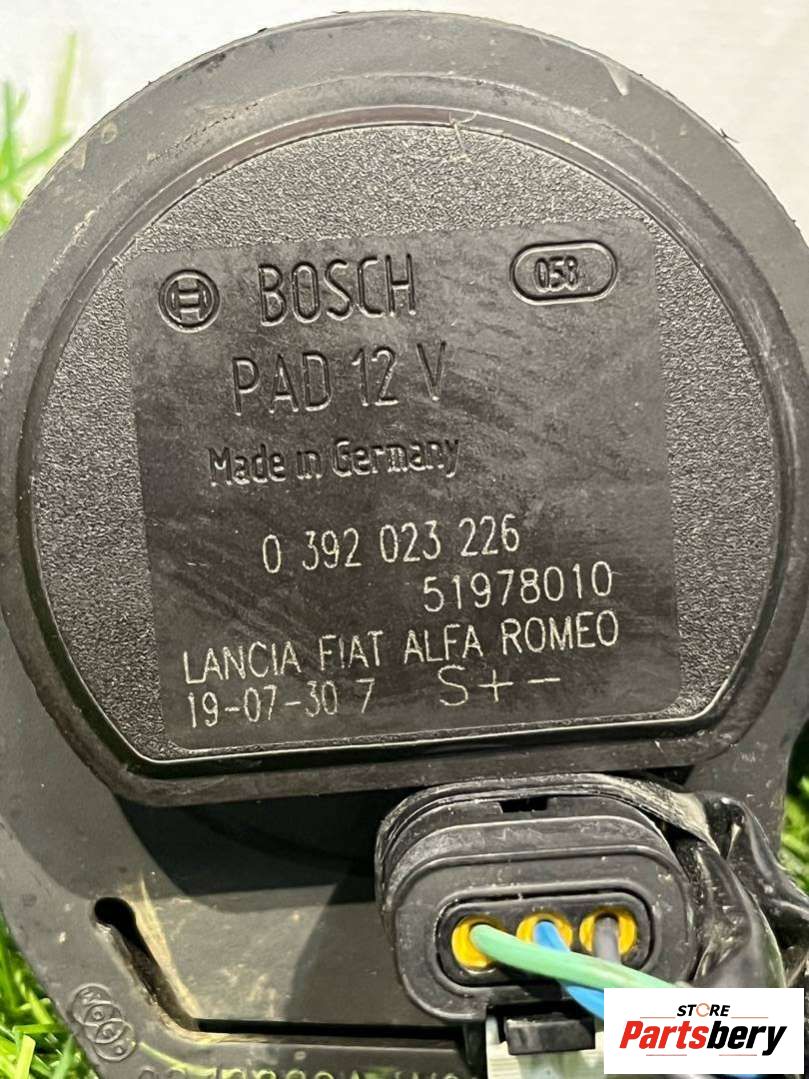 BOSCH
058
PAD 12 V
Made in Germany
0 392 023 226
51978010
LANCIA FIAT ALFA ROMEO
19-07-30 7 S+-
STORE
Partsbery